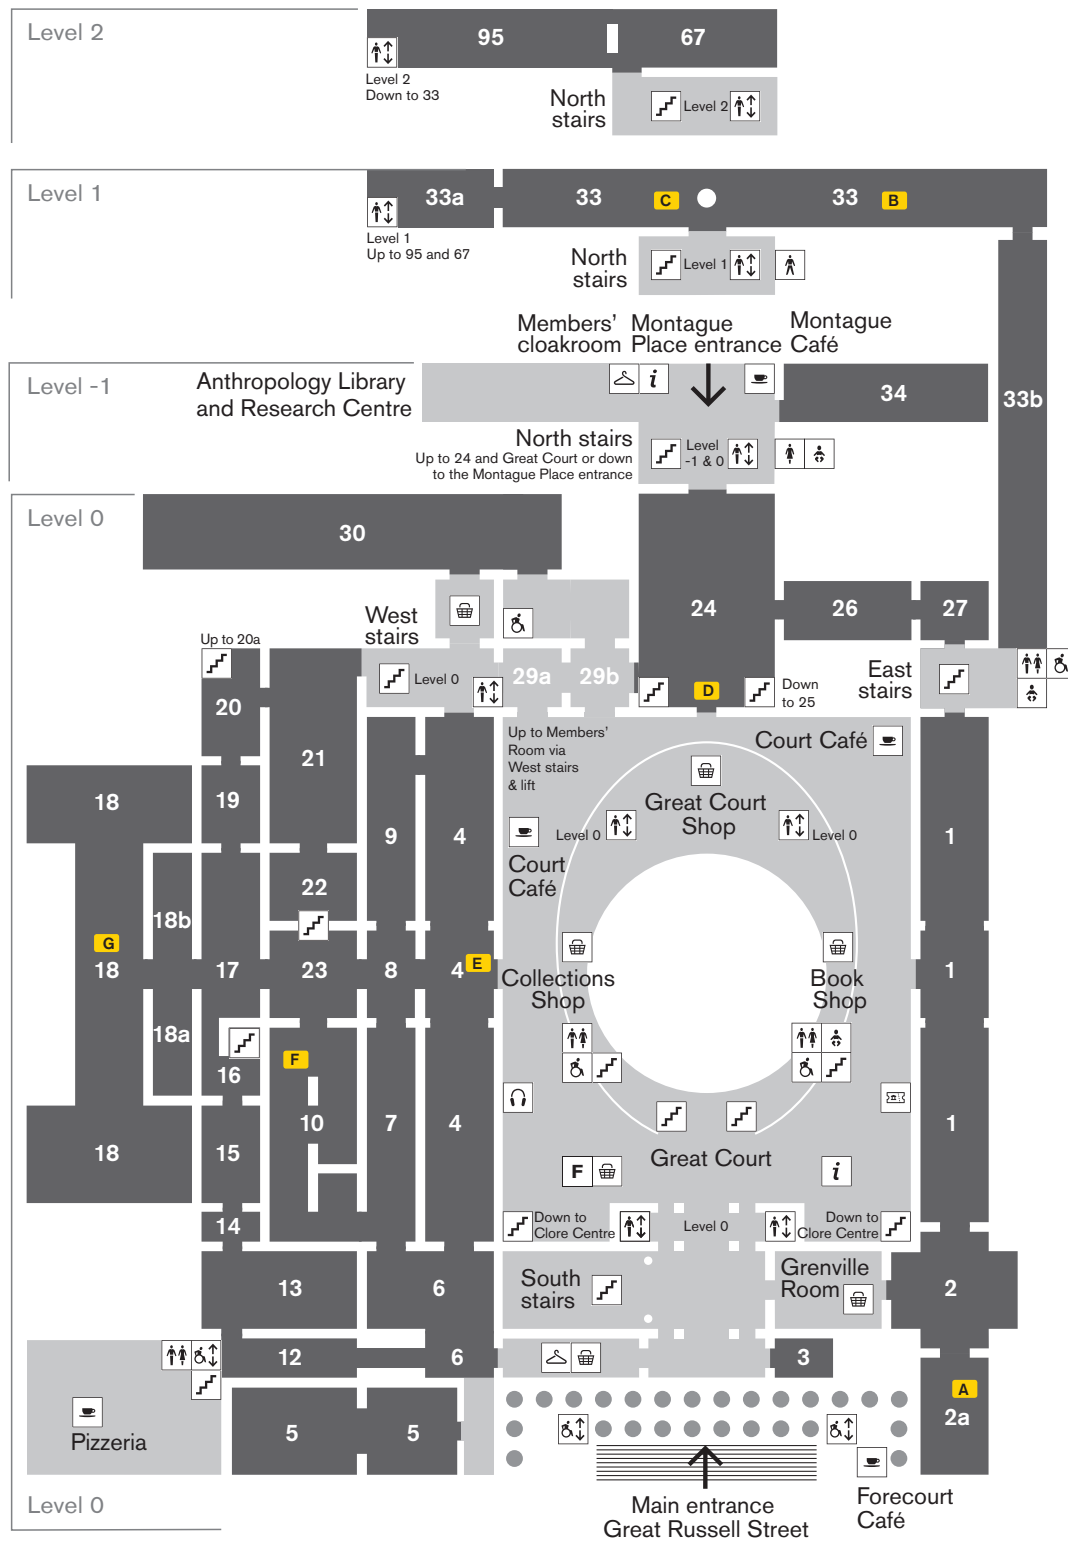 Level 2
95
67
Level 2
Down to 33
North
stairs
Level 2
Level 1
33a
33
C
33
B
Level 1
Up to 95 and 67
North
stairs
Level 1
Members'
cloakroom
Montague
Place entrance
Montague
Café
Level -1
Anthropology Library
and Research Centre
i
34
33b
North stairs
Up to 24 and Great Court or down
to the Montague Place entrance
Level
-1 & 0
Level 0
30
24
26
27
West
stairs
Up to 20a
Level 0
29a
29b
D
Down
to 25
East
stairs
20
21
Up to Members'
Room via
West stairs
& lift
Court Café
Great Court
Shop
18
19
9
4
Level 0
Level 0
1
Court
Café
22
18b
G
18
17
23
8
4
E
Collections
Shop
Book
Shop
1
18a
16
F
10
7
4
1
18
15
Great Court
F
i
14
Down to
Clore Centre
Level 0
Down to
Clore Centre
13
6
South
stairs
Grenville
Room
2
12
6
3
A
2a
Pizzeria
5
5
Level 0
Main entrance
Great Russell Street
Forecourt
Café